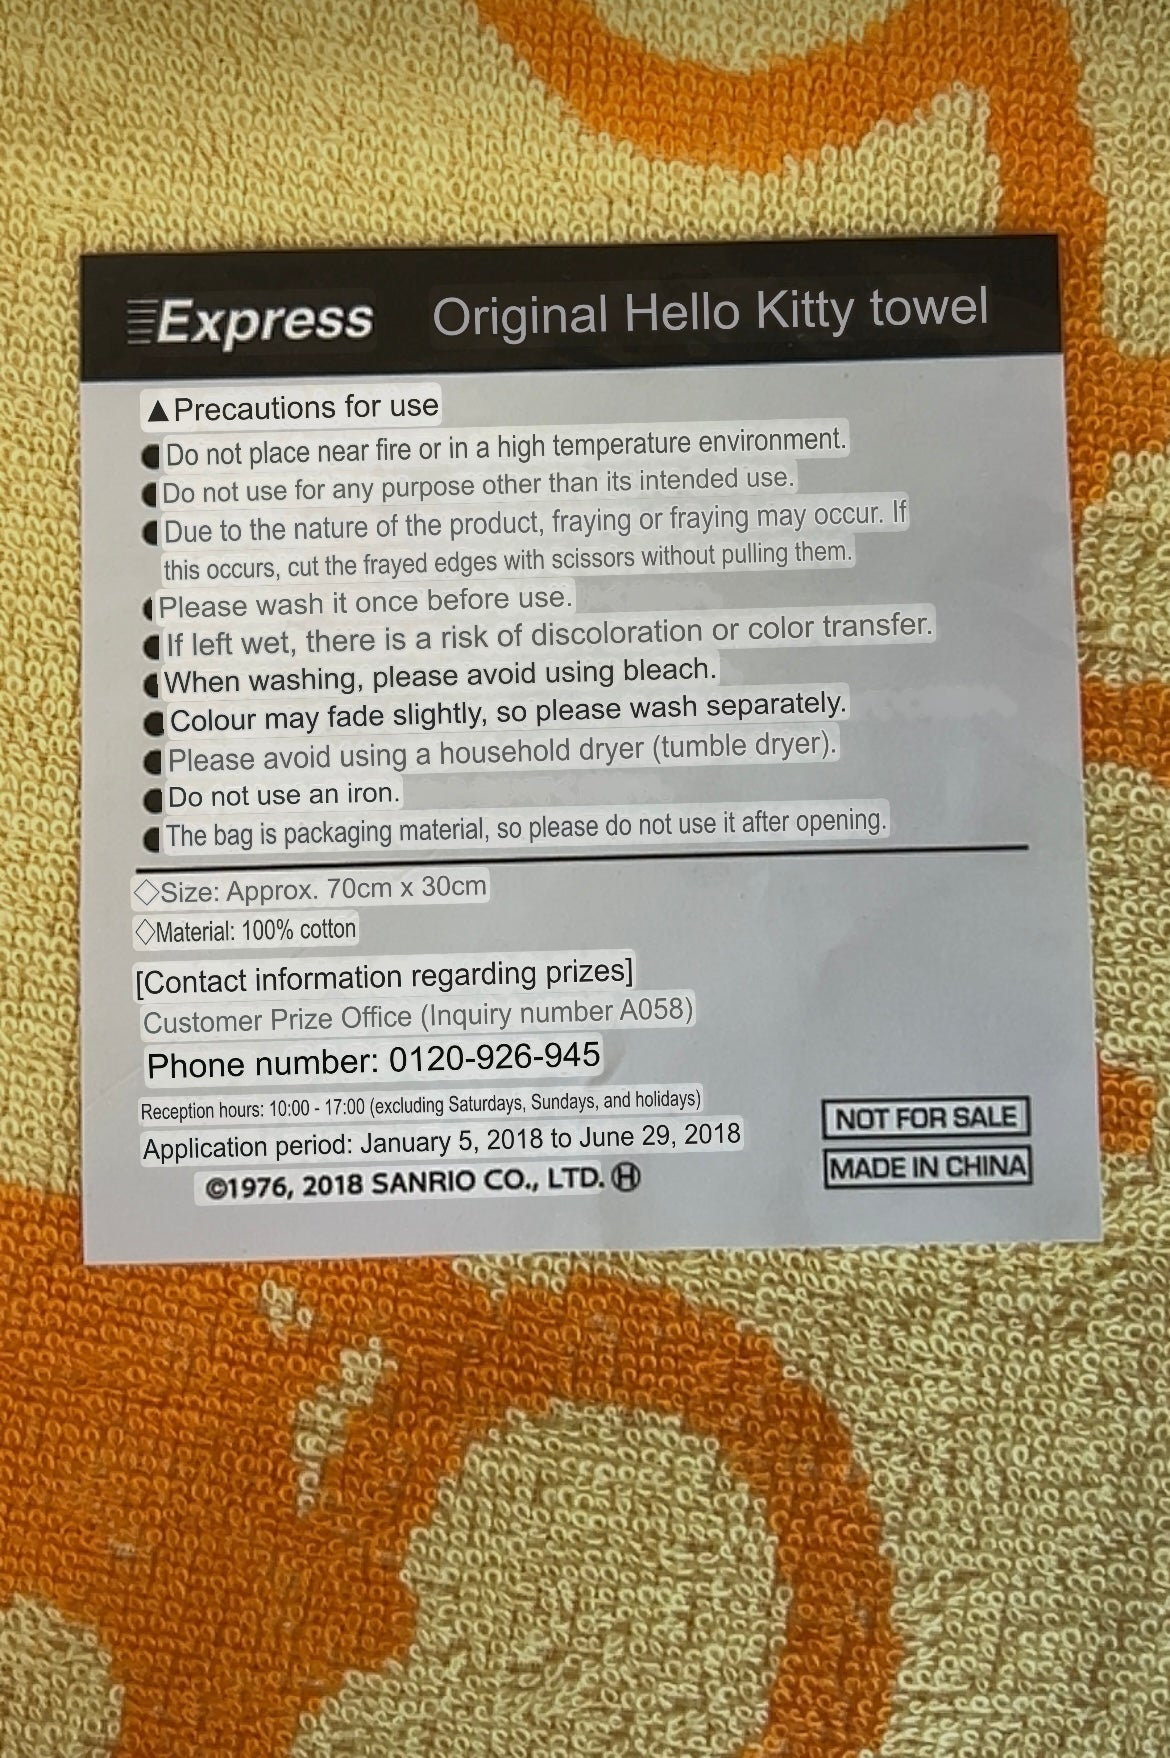 Express Original Hello Kitty towel
▲Precautions for use
●Do not place near fire or in a high temperature environment.
●Do not use for any purpose other than its intended use.
●Due to the nature of the product, fraying or fraying may occur. If
this occurs, cut the frayed edges with scissors without pulling them.
●Please wash it once before use.
●If left wet, there is a risk of discoloration or color transfer.
●When washing, please avoid using bleach.
●Colour may fade slightly, so please wash separately.
●Please avoid using a household dryer (tumble dryer).
●Do not use an iron.
●The bag is packaging material, so please do not use it after opening.
◇Size: Approx. 70cm x 30cm
◇Material: 100% cotton
[Contact information regarding prizes]
Customer Prize Office (Inquiry number A058)
Phone number: 0120-926-945
Reception hours: 10:00 - 17:00 (excluding Saturdays, Sundays, and holidays)
Application period: January 5, 2018 to June 29, 2018
©1976, 2018 SANRIO CO., LTD. Ⓗ
NOT FOR SALE
MADE IN CHINA